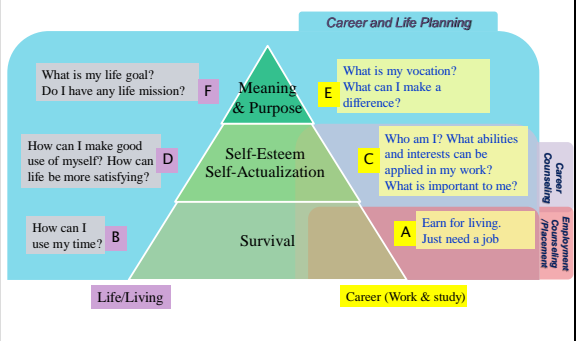 Career and Life Planning
What is my life goal?
Do I have any life mission?
F
Meaning
& Purpose
E
What is my vocation?
What can I make a
difference?
How can I make good
use of myself? How can
life be more satisfying?
D
Self-Esteem
Self-Actualization
C
Who am I? What abilities
and interests can be
applied in my work?
What is important to me?
Career
Counseling
How can I
use my time?
B
Survival
A
Earn for living.
Just need a job
Employment
Counseling
/Placement
Life/Living
Career (Work & study)